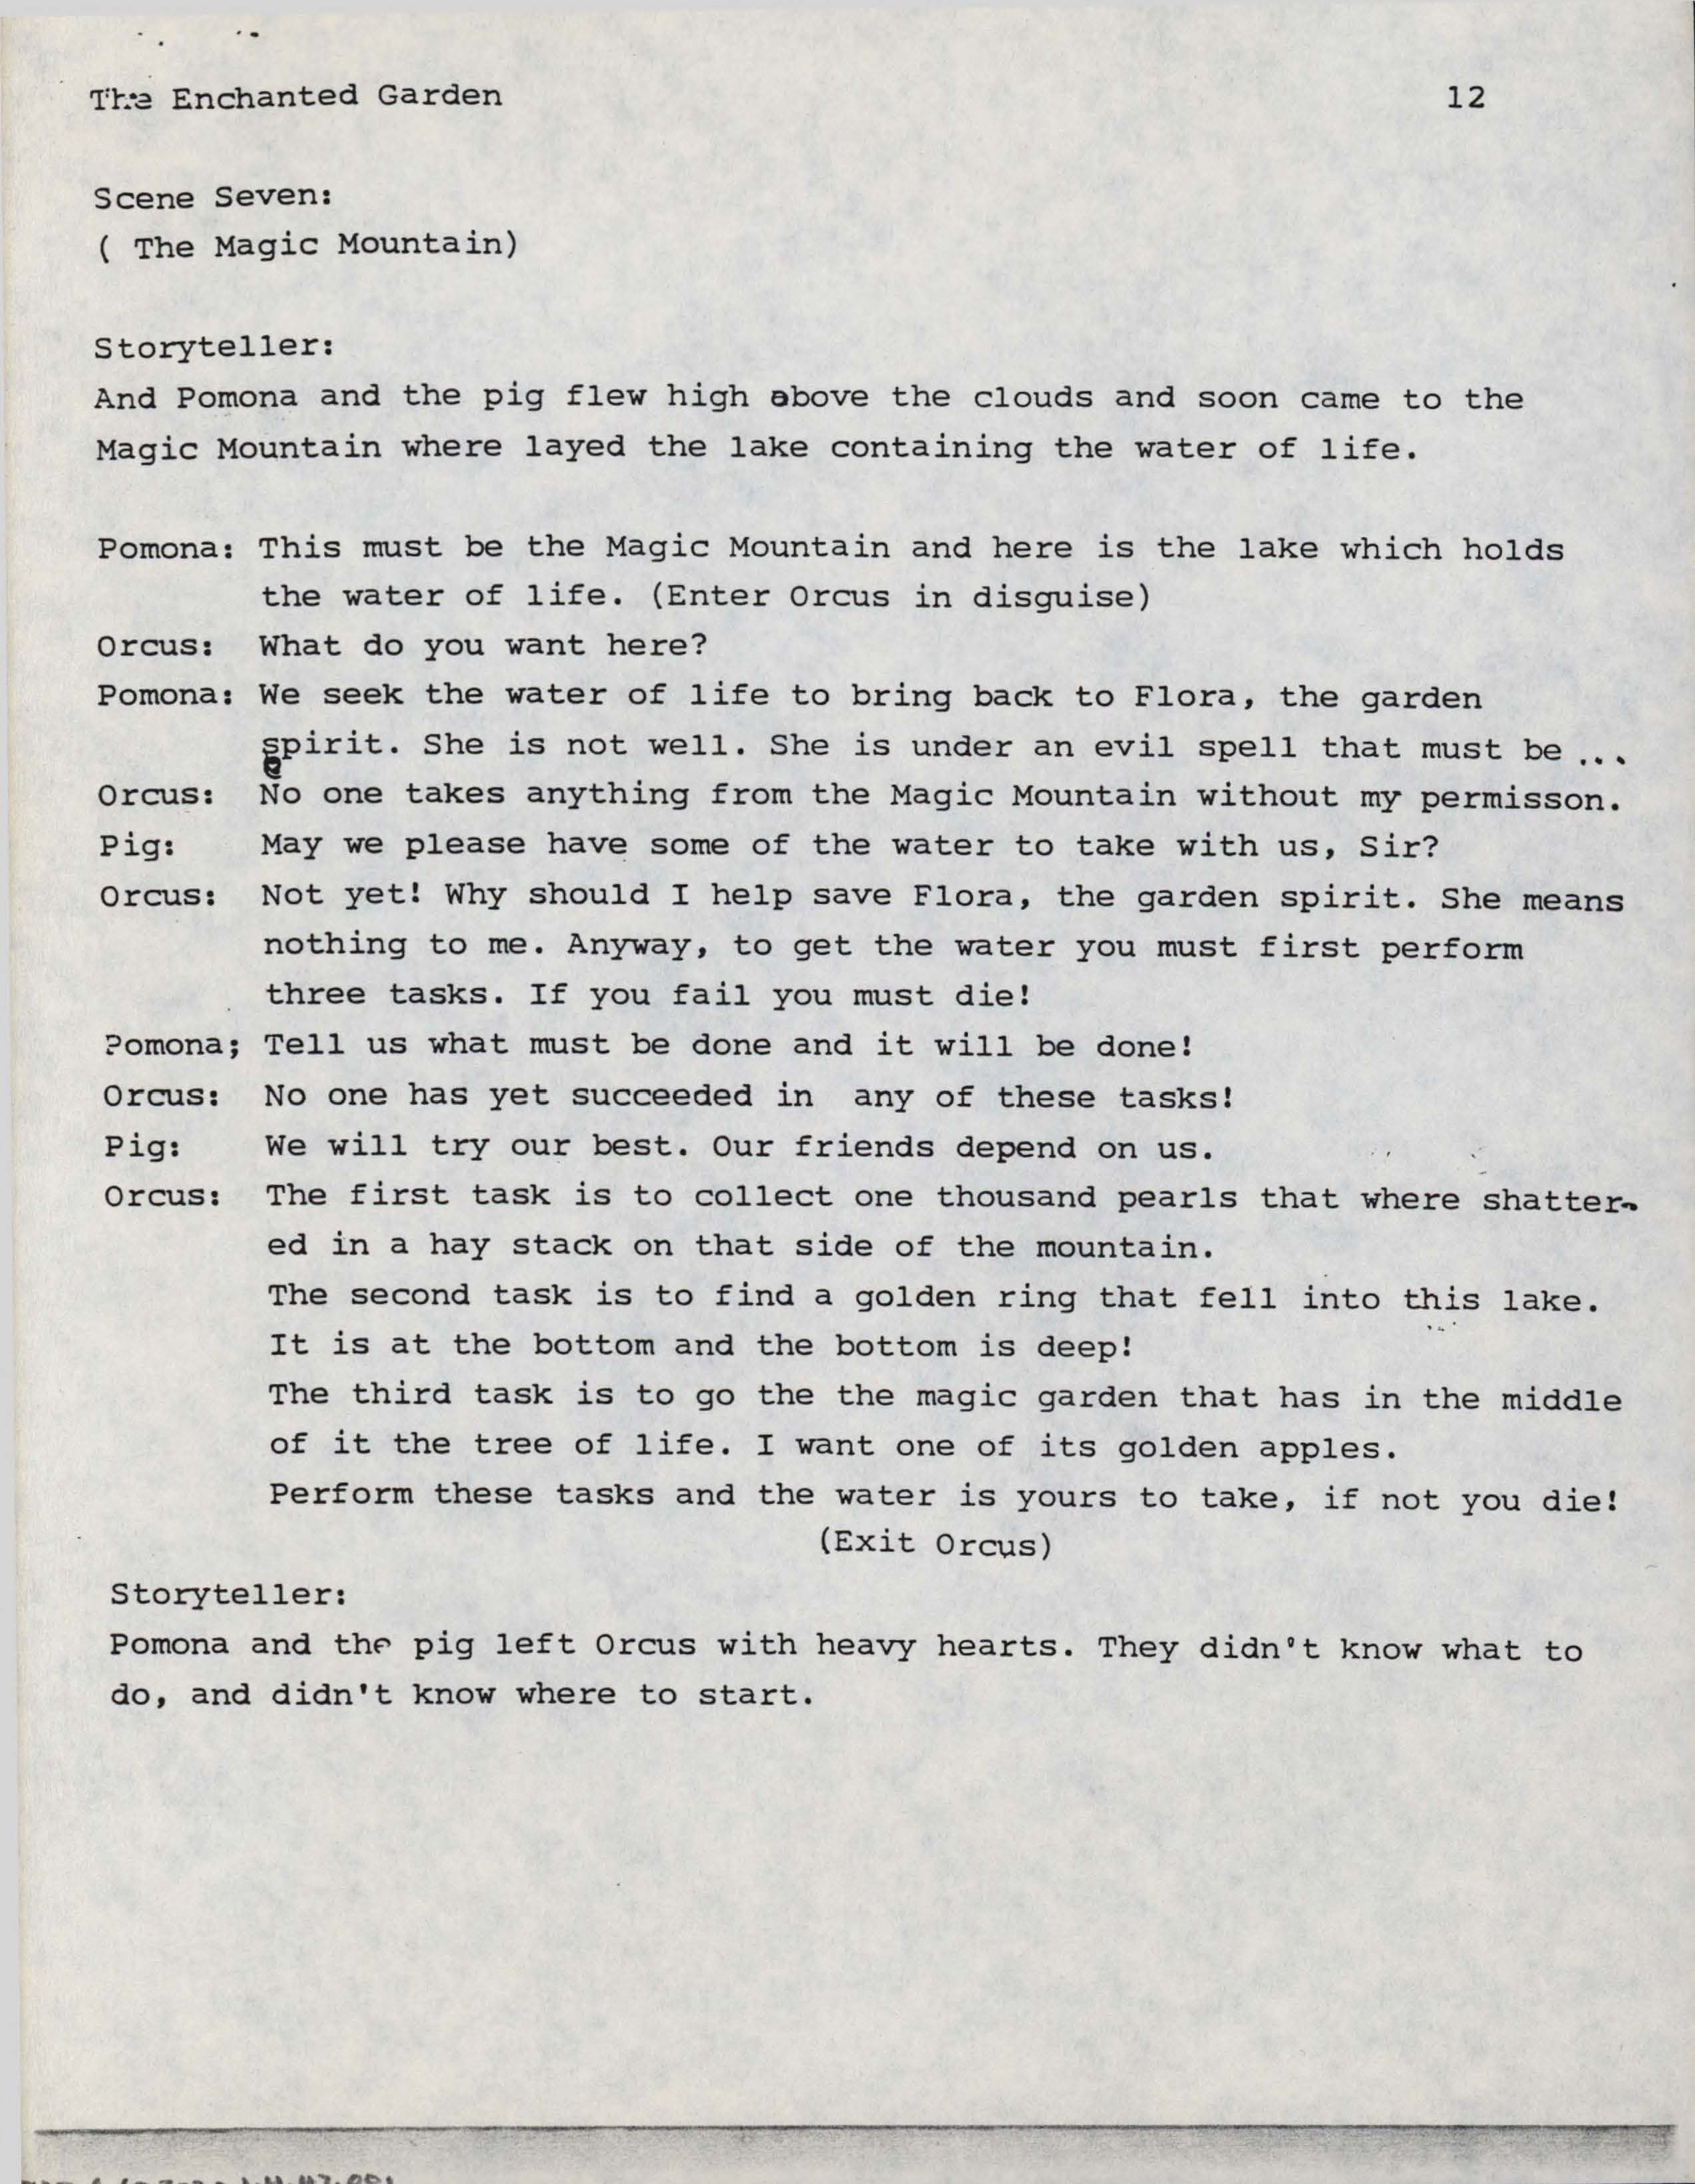 The Enchanted Garden 12
Scene Seven:
( The Magic Mountain)
Storyteller:
And Pomona and the pig flew high above the clouds and soon came to the
Magic Mountain where layed the lake containing the water of life.
Pomona: This must be the Magic Mountain and here is the lake which holds
the water of life. (Enter Orcus in disguise)
Orcus: What do you want here?
Pomona: We seek the water of life to bring back to Flora, the garden
spirit. She is not well. She is under an evil spell that must be ...
Orcus: No one takes anything from the Magic Mountain without my permisson.
Pig: May we please have some of the water to take with us, Sir?
Orcus: Not yet! Why should I help save Flora, the garden spirit. She means
nothing to me. Anyway, to get the water you must first perform
three tasks. If you fail you must die!
Pomona; Tell us what must be done and it will be done!
Orcus: No one has yet succeeded in any of these tasks!
Pig: We will try our best. Our friends depend on us.
Orcus: The first task is to collect one thousand pearls that where shatter-
ed in a hay stack on that side of the mountain.
The second task is to find a golden ring that fell into this lake.
It is at the bottom and the bottom is deep!
The third task is to go the the magic garden that has in the middle
of it the tree of life. I want one of its golden apples.
Perform these tasks and the water is yours to take, if not you die!
(Exit Orcus)
Storyteller:
Pomona and the pig left Orcus with heavy hearts. They didn't know what to
do, and didn't know where to start.